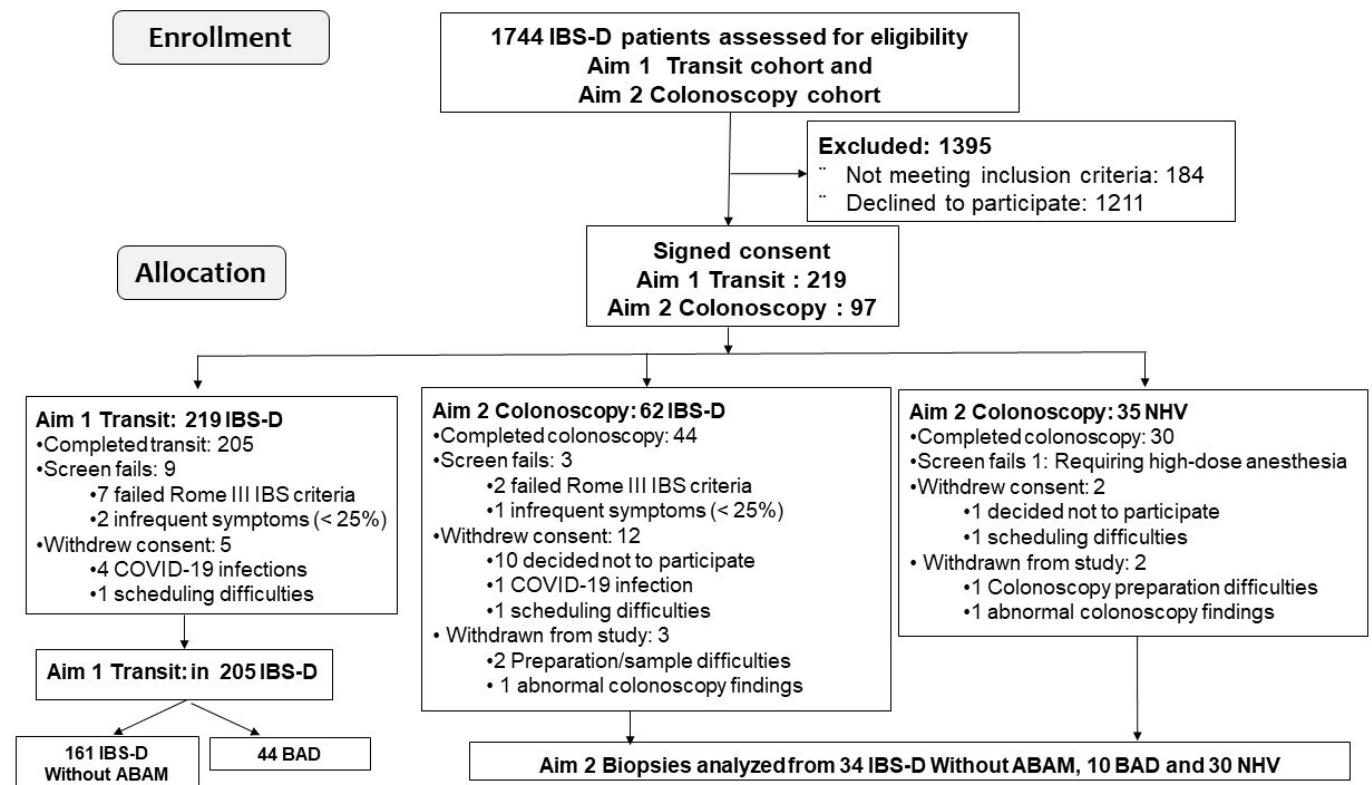 Enrollment
1744 IBS-D patients assessed for eligibility
Aim 1 Transit cohort and
Aim 2 Colonoscopy cohort
Excluded: 1395
¨ Not meeting inclusion criteria: 184
¨ Declined to participate: 1211
Allocation
Signed consent
Aim 1 Transit : 219
Aim 2 Colonoscopy : 97
Aim 1 Transit: 219 IBS-D
•Completed transit: 205
•Screen fails: 9
•7 failed Rome III IBS criteria
•2 infrequent symptoms (< 25%)
•Withdrew consent: 5
•4 COVID-19 infections
•1 scheduling difficulties
Aim 2 Colonoscopy: 62 IBS-D
•Completed colonoscopy: 44
•Screen fails: 3
•2 failed Rome III IBS criteria
•1 infrequent symptoms (< 25%)
•Withdrew consent: 12
•10 decided not to participate
•1 COVID-19 infection
•1 scheduling difficulties
• Withdrawn from study: 3
•2 Preparation/sample difficulties
• 1 abnormal colonoscopy findings
Aim 2 Colonoscopy: 35 NHV
•Completed colonoscopy: 30
•Screen fails 1: Requiring high-dose anesthesia
•Withdrew consent: 2
•1 decided not to participate
•1 scheduling difficulties
•Withdrawn from study: 2
•1 Colonoscopy preparation difficulties
•1 abnormal colonoscopy findings
Aim 1 Transit: in 205 IBS-D
161 IBS-D
Without ABAM
44 BAD
Aim 2 Biopsies analyzed from 34 IBS-D Without ABAM, 10 BAD and 30 NHV